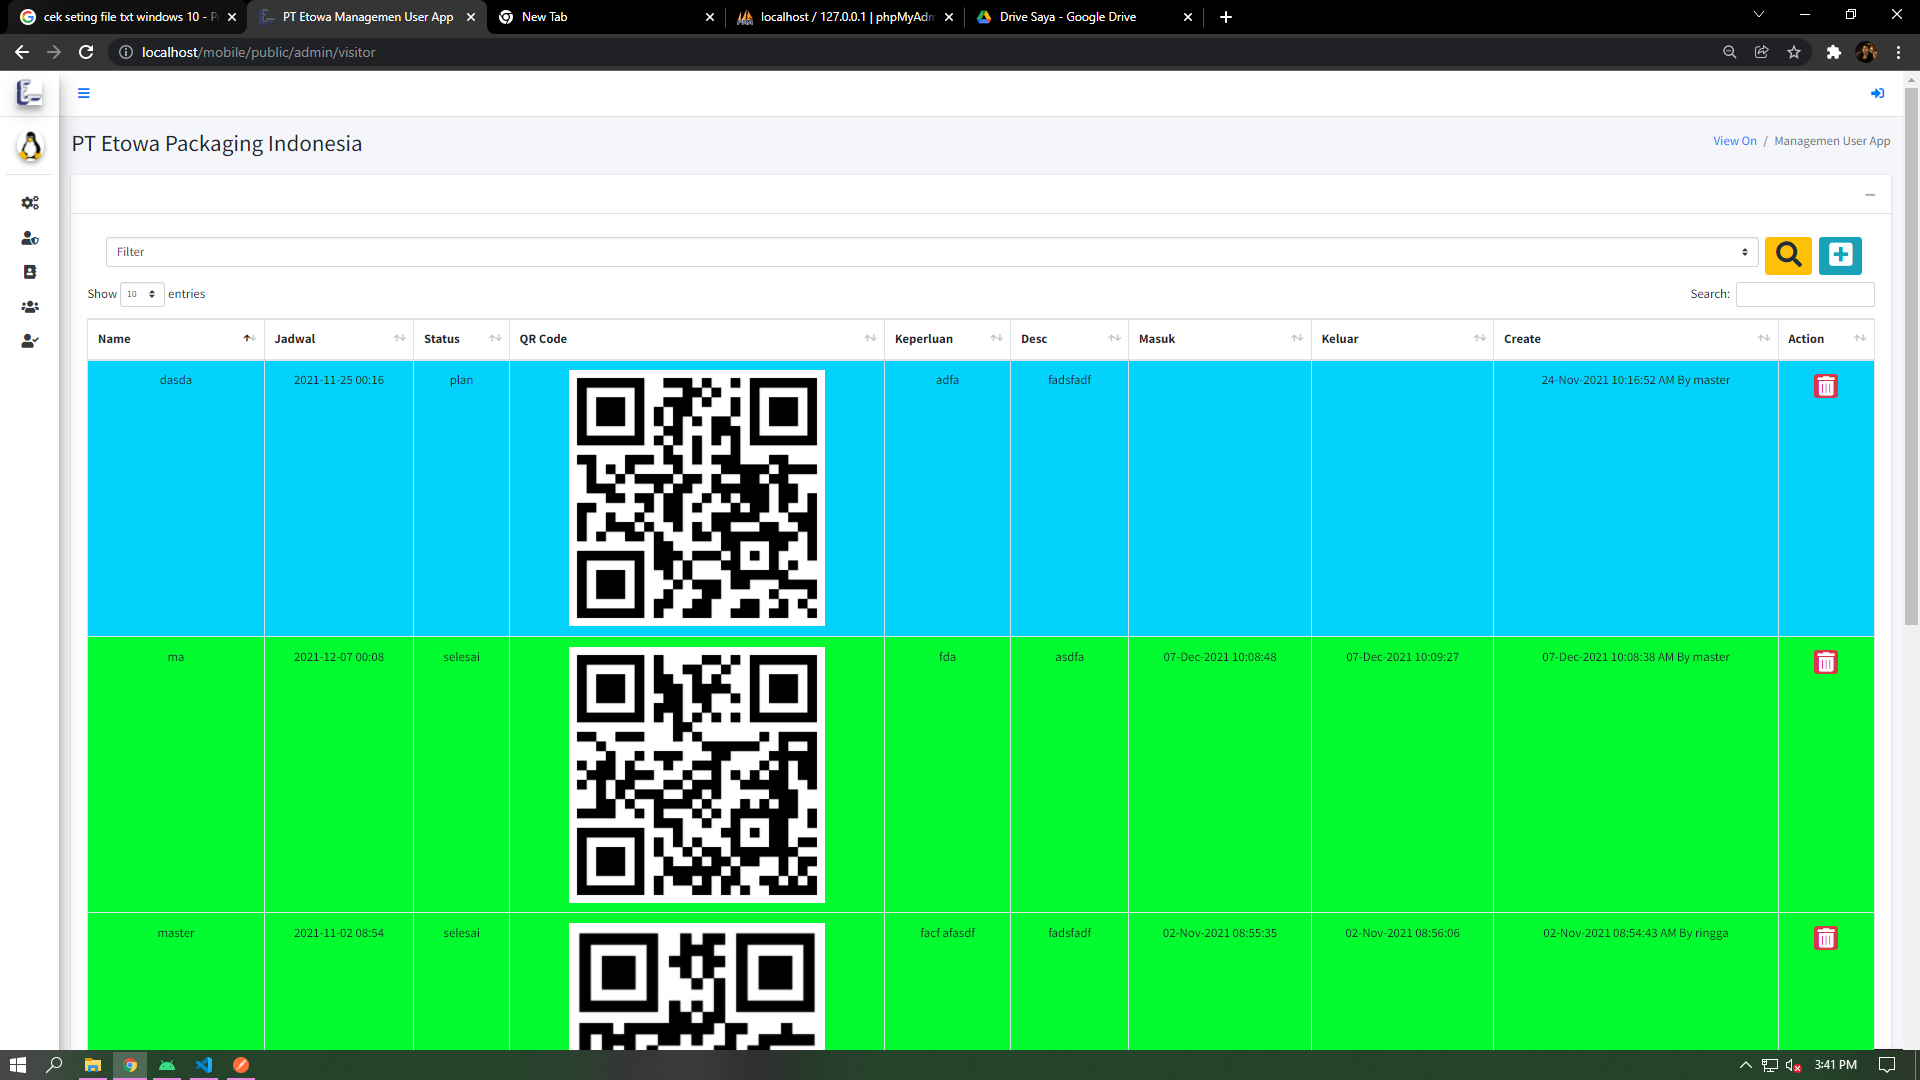 cek seting file txt windows 10 - P
PT Etowa Managemen User App
New Tab
localhost / 127.0.0.1 | phpMyAdm
Drive Saya - Google Drive
localhost/mobile/public/admin/visitor
PT Etowa Packaging Indonesia
View On / Managemen User App
Filter
Show 10 entries
Search:
Name Jadwal Status QR Code Keperluan Desc Masuk Keluar Create Action
dasda 2021-11-25 00:16 plan adfa fadsfadf 24-Nov-2021 10:16:52 AM By master
ma 2021-12-07 00:08 selesai fda asdfa 07-Dec-2021 10:08:48 07-Dec-2021 10:09:27 07-Dec-2021 10:08:38 AM By master
master 2021-11-02 08:54 selesai facf afasdf fadsfadf 02-Nov-2021 08:55:35 02-Nov-2021 08:56:06 02-Nov-2021 08:54:43 AM By ringga
3:41 PM